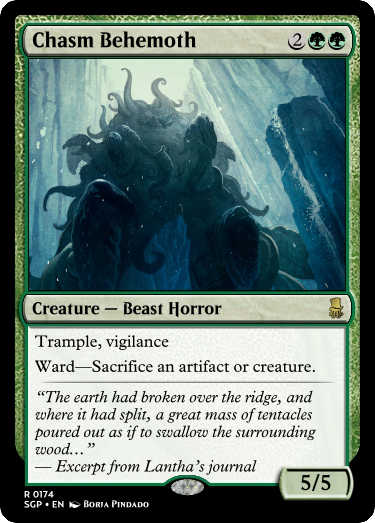 Chasm Behemoth 2
Creature — Beast Horror
Trample, vigilance
Ward—Sacrifice an artifact or creature.
“The earth had broken over the ridge, and
where it had split, a great mass of tentacles
poured out as if to swallow the surrounding
wood…”
— Excerpt from Lantha’s journal
5/5
R 0174
SGP • EN Borja Pindado